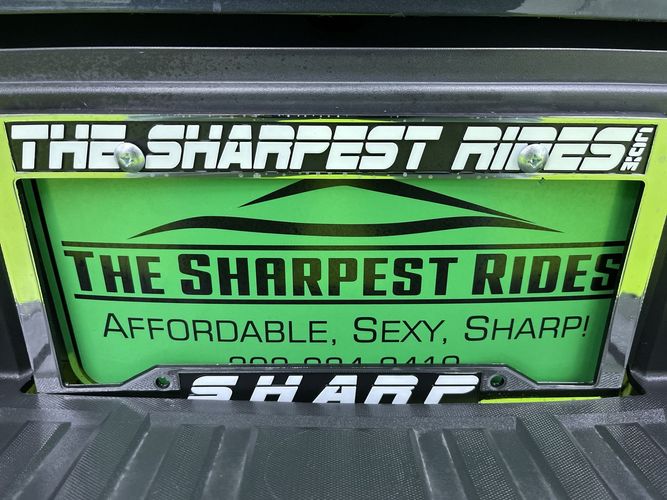 THE SHARPEST RIDES
THE SHARPEST RIDES
AFFORDABLE, SEXY, SHARP!
SHARP